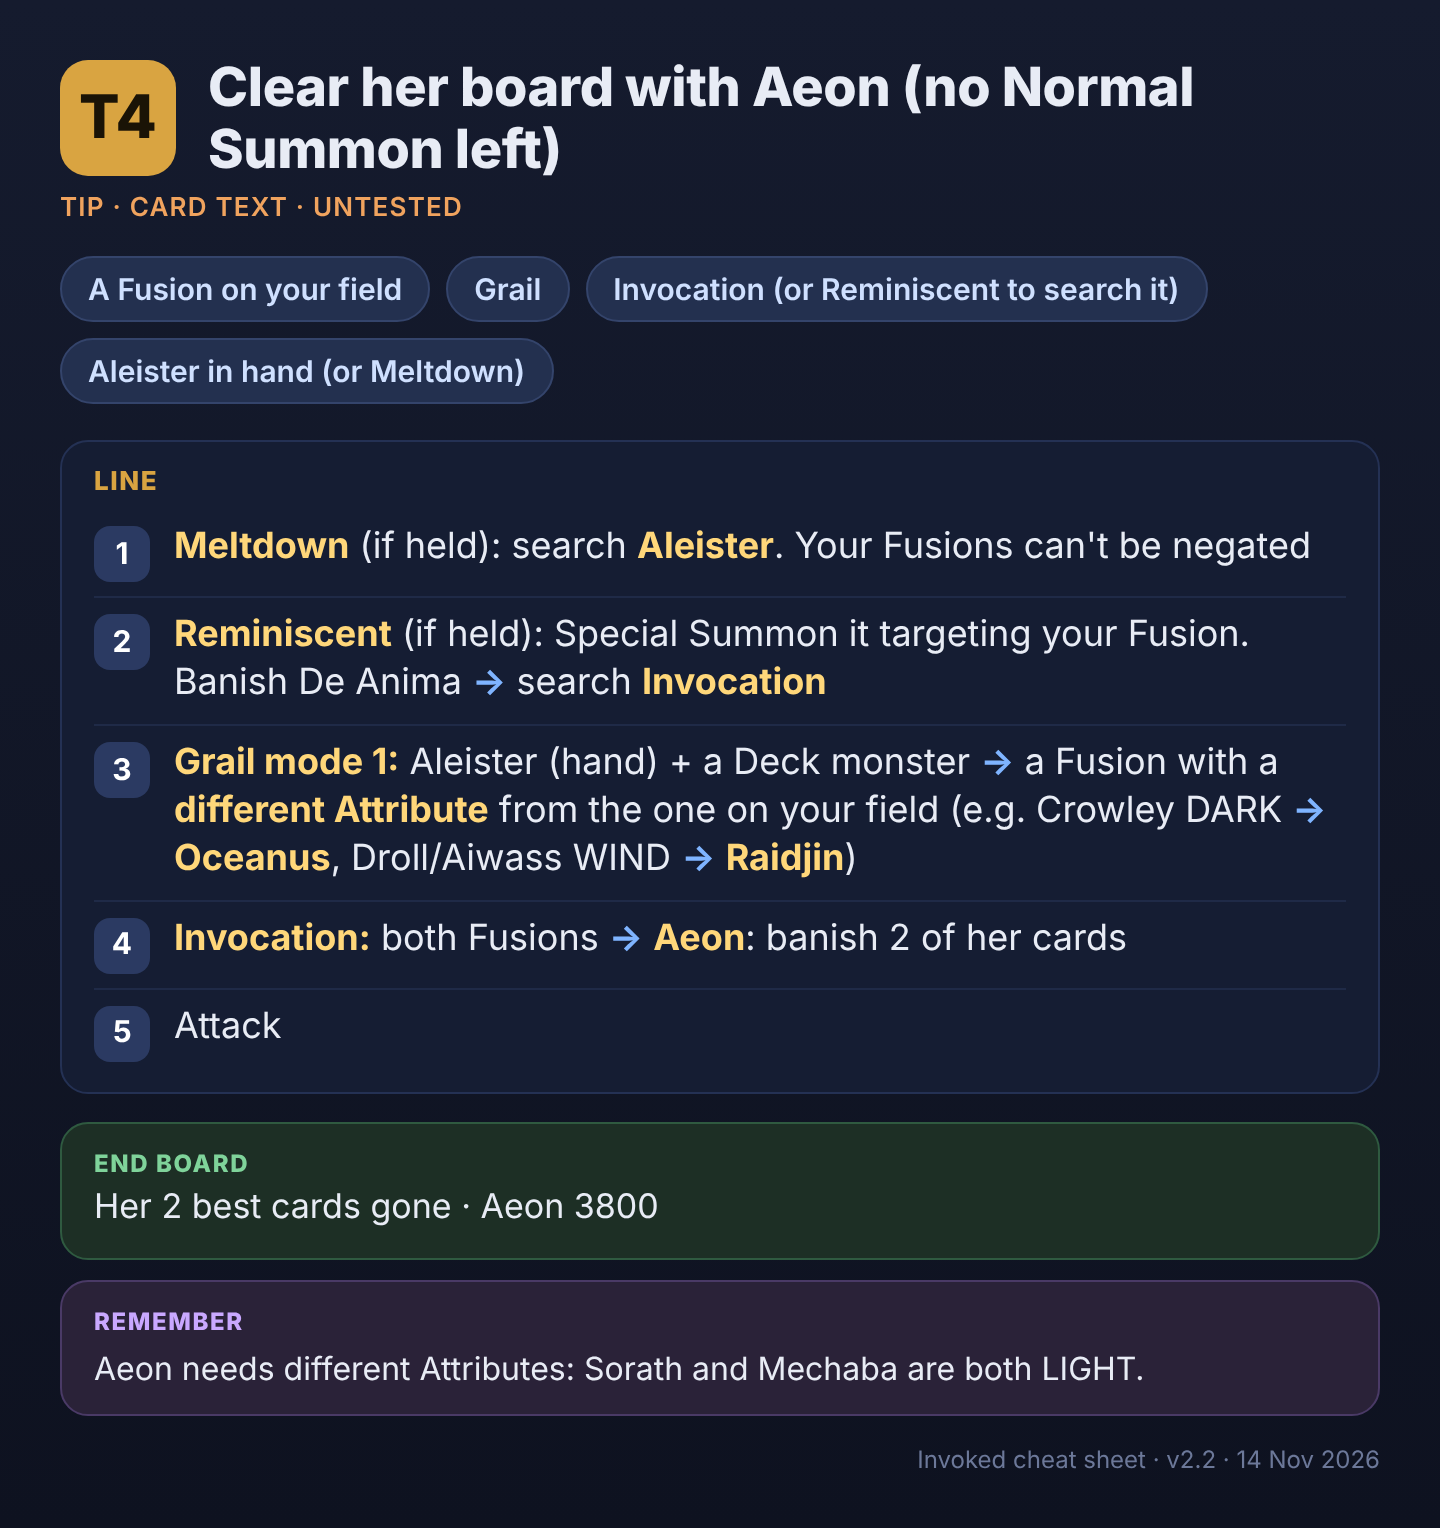 T4
Clear her board with Aeon (no Normal
Summon left)
TIP · CARD TEXT · UNTESTED
A Fusion on your field
Grail
Invocation (or Reminiscent to search it)
Aleister in hand (or Meltdown)
LINE
1
Meltdown (if held): search Aleister. Your Fusions can't be negated
2
Reminiscent (if held): Special Summon it targeting your Fusion.
Banish De Anima → search Invocation
3
Grail mode 1: Aleister (hand) + a Deck monster → a Fusion with a
different Attribute from the one on your field (e.g. Crowley DARK →
Oceanus, Droll/Aiwass WIND → Raidjin)
4
Invocation: both Fusions → Aeon: banish 2 of her cards
5
Attack
END BOARD
Her 2 best cards gone · Aeon 3800
REMEMBER
Aeon needs different Attributes: Sorath and Mechaba are both LIGHT.
Invoked cheat sheet · v2.2 · 14 Nov 2026